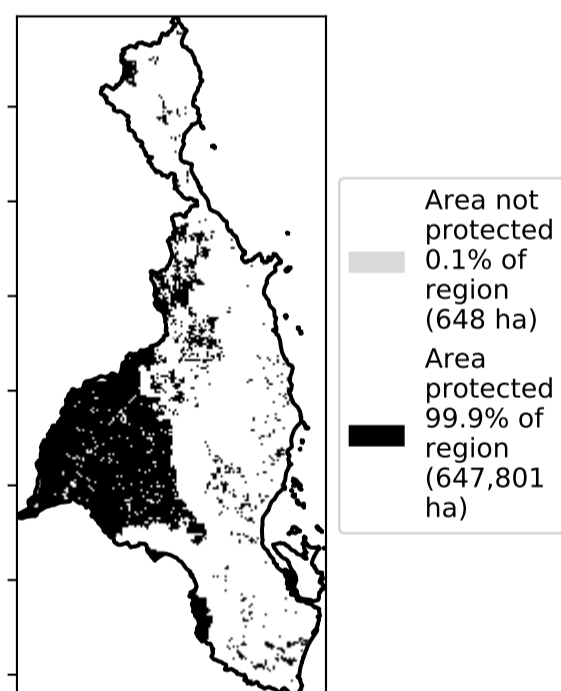 Area not
protected
0.1% of
region
(648 ha)
Area
protected
99.9% of
region
(647,801
ha)